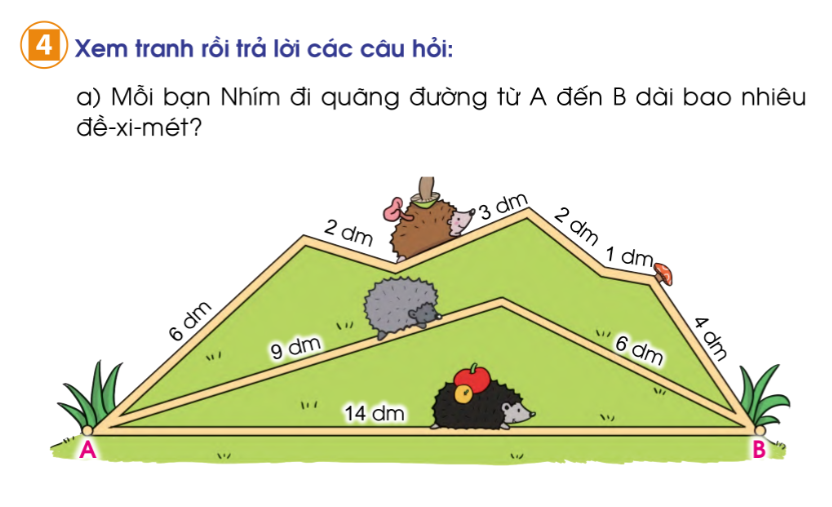 4 Xem tranh rồi trả lời các câu hỏi:
a) Mỗi bạn Nhím đi quãng đường từ A đến B dài bao nhiêu
đề-xi-mét?
2 dm
3 dm
2 dm
1 dm
6 dm
4 dm
9 dm
6 dm
14 dm
A
B